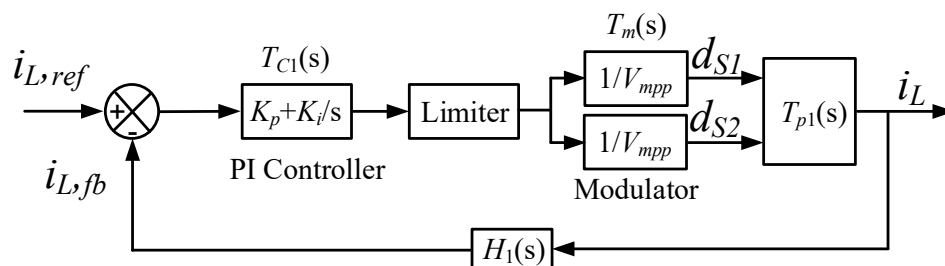 T_m(s)
i_L,ref
T_C1(s)
d_S1
1/V_mpp
i_L
+
-
K_p+K_i/s
Limiter
T_p1(s)
1/V_mpp
d_S2
i_L,fb
PI Controller
Modulator
H_1(s)